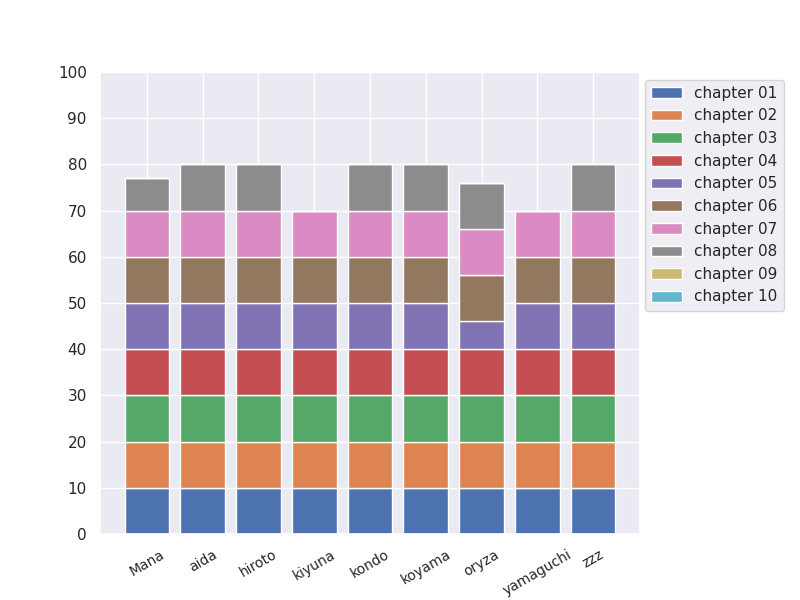 100
90
80
70
60
50
40
30
20
10
0
Mana aida hiroto kiyuna kondo koyama oryza yamaguchi zzz
chapter 01
chapter 02
chapter 03
chapter 04
chapter 05
chapter 06
chapter 07
chapter 08
chapter 09
chapter 10